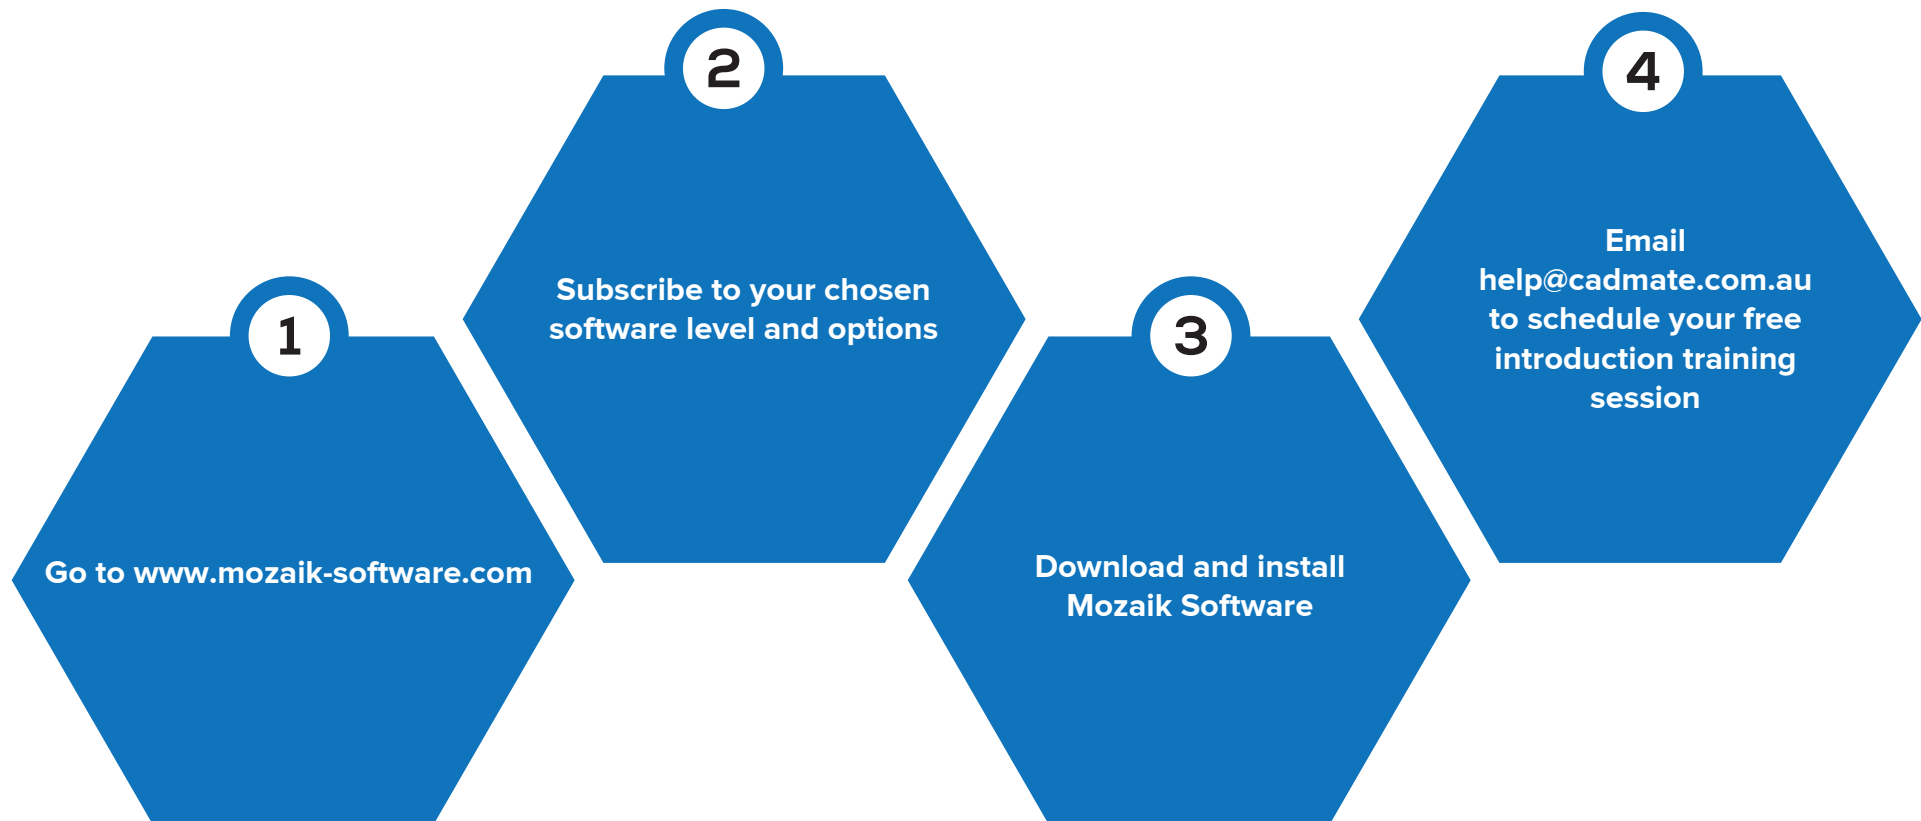 1
Go to www.mozaik-software.com
2
Subscribe to your chosen
software level and options
3
Download and install
Mozaik Software
4
Email
help@cadmate.com.au
to schedule your free
introduction training
session